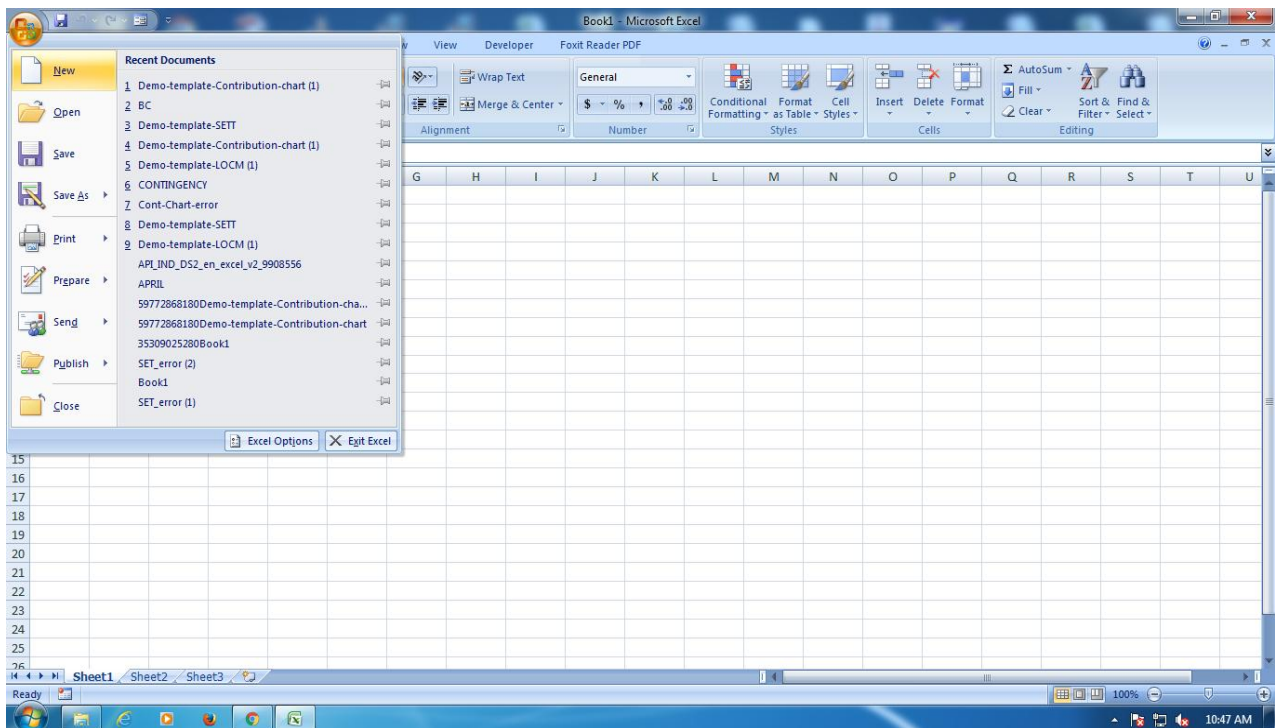 Book1 - Microsoft Excel
View Developer Foxit Reader PDF
New
Open
Save
Save As
Print
Prepare
Send
Publish
Close
Recent Documents
1 Demo-template-Contribution-chart (1)
2 BC
3 Demo-template-SETT
4 Demo-template-Contribution-chart (1)
5 Demo-template-LOCM (1)
6 CONTINGENCY
7 Cont-Chart-error
8 Demo-template-SETT
9 Demo-template-LOCM (1)
API_IND_DS2_en_excel_v2_9908556
APRIL
59772868180Demo-template-Contribution-cha...
59772868180Demo-template-Contribution-chart
35309025280Book1
SET_error (2)
Book1
SET_error (1)
Excel Options Exit Excel
Wrap Text
Merge & Center
Alignment
General
$ % ,
Number
Conditional Formatting
Format as Table
Cell Styles
Styles
Insert Delete Format
Cells
Σ AutoSum
Fill
Clear
Sort & Filter
Find & Select
Editing
G H I J K L M N O P Q R S T U
15
16
17
18
19
20
21
22
23
24
25
26
Sheet1 Sheet2 Sheet3
Ready 100%
10:47 AM